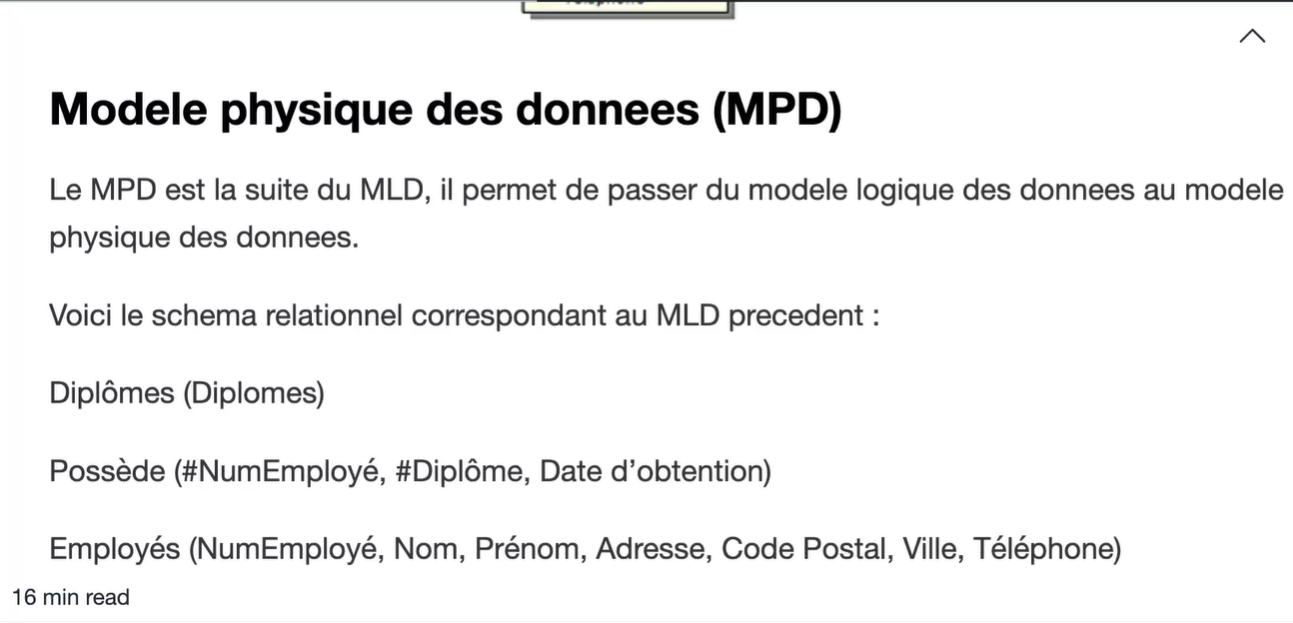 Modele physique des donnees (MPD)
Le MPD est la suite du MLD, il permet de passer du modele logique des donnees au modele
physique des donnees.
Voici le schema relationnel correspondant au MLD precedent :
Diplômes (Diplomes)
Possède (#NumEmployé, #Diplôme, Date d’obtention)
Employés (NumEmployé, Nom, Prénom, Adresse, Code Postal, Ville, Téléphone)
16 min read